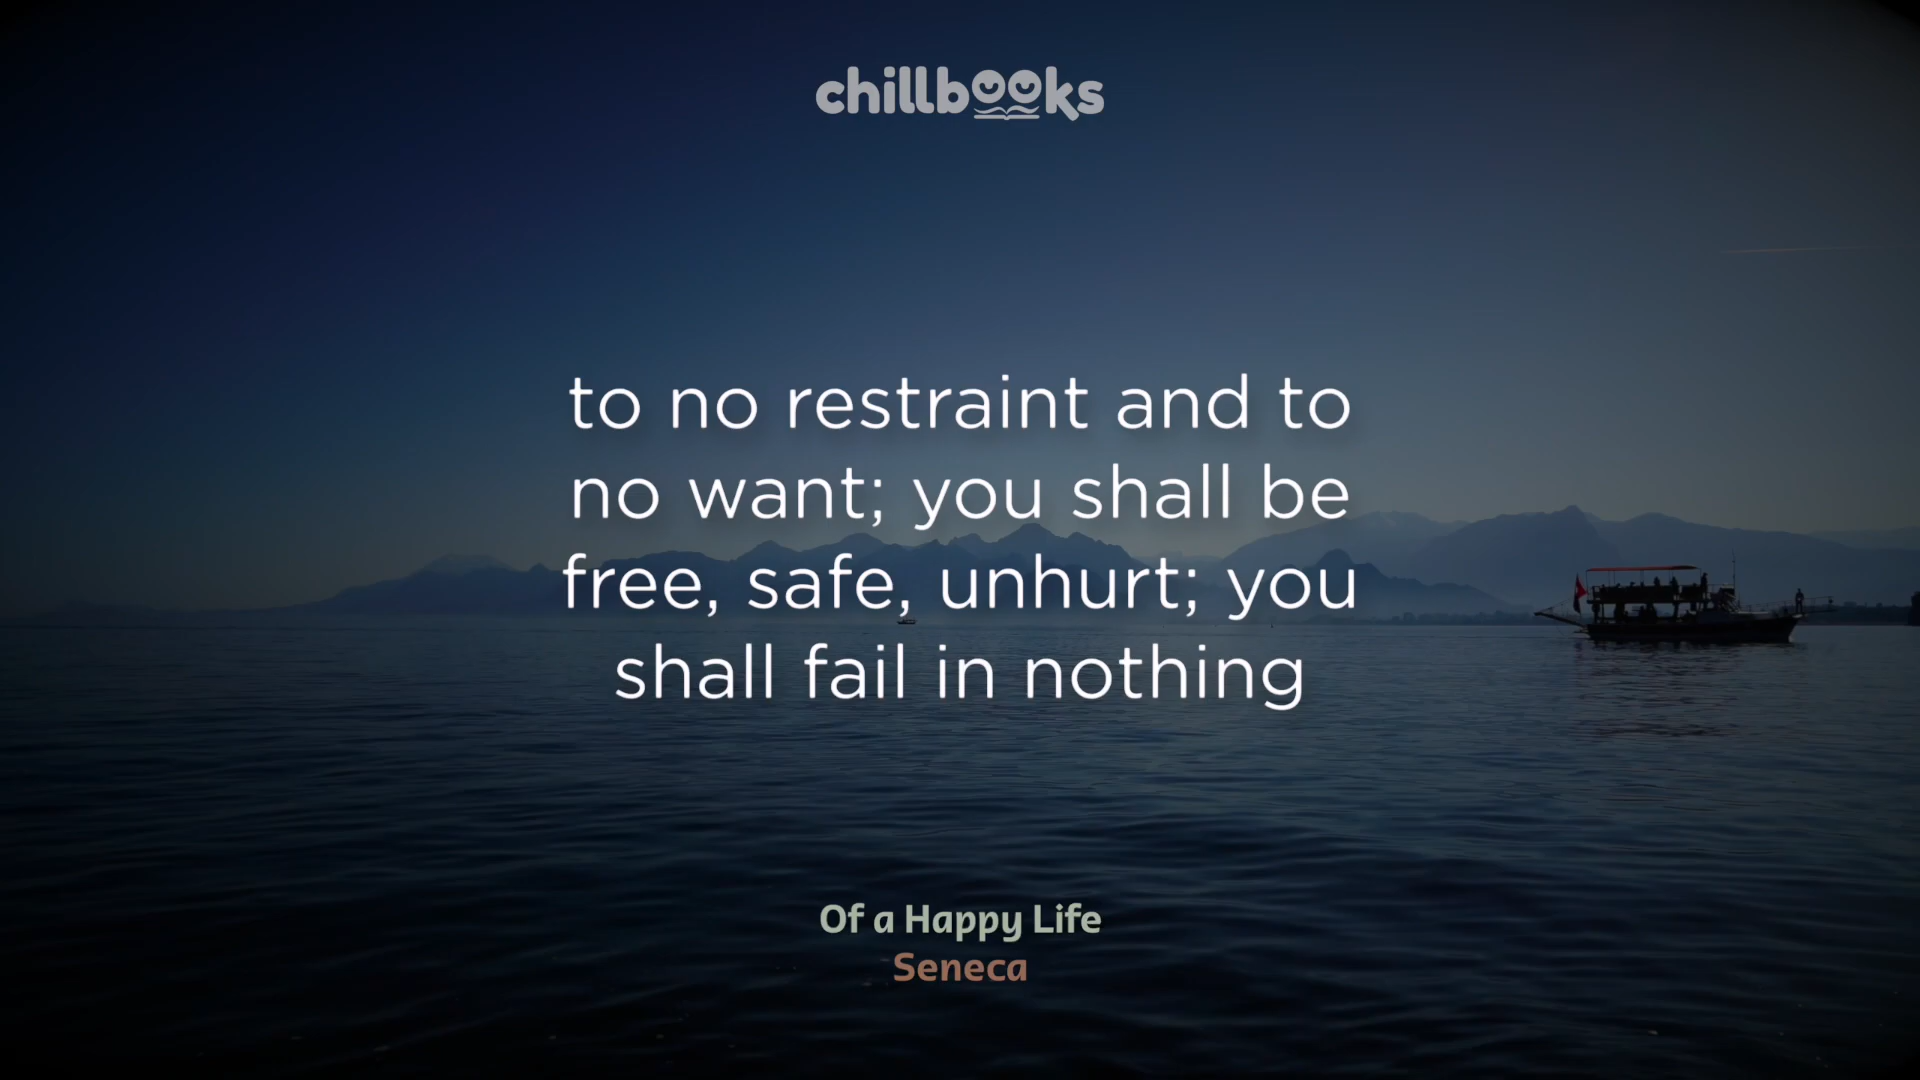 chillbooks
to no restraint and to
no want; you shall be
free, safe, unhurt; you
shall fail in nothing
Of a Happy Life
Seneca